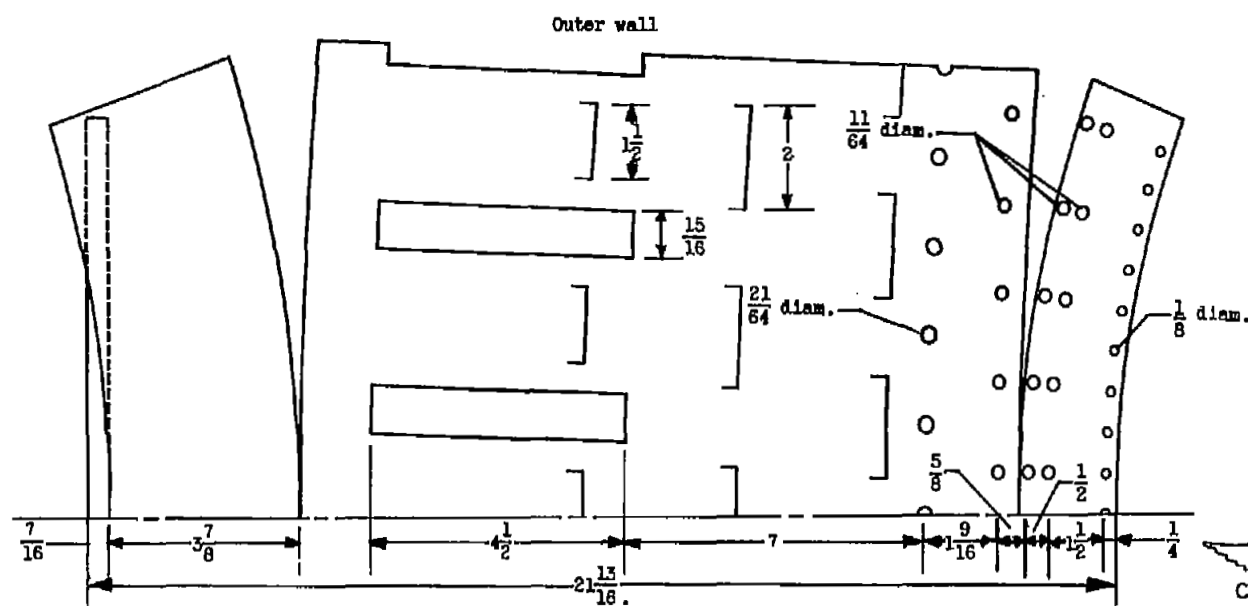 Outer wall
1 1/2
2
11/64 diam.
15/16
21/64 diam.
1/8 diam.
5/8
1/2
7/16
3 7/8
4 1/2
7
1 9/16
1 1/2
1/4
21 13/16.
C